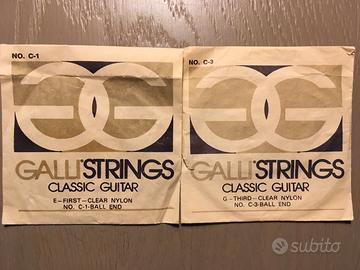 NO. C-1
GALLI STRINGS
CLASSIC GUITAR
E-FIRST-CLEAR NYLON
NO. C-1-BALL END
NO. C-3
GALLI STRINGS
CLASSIC GUITAR
G-THIRD-CLEAR NYLON
NO. C-3-BALL END
subito